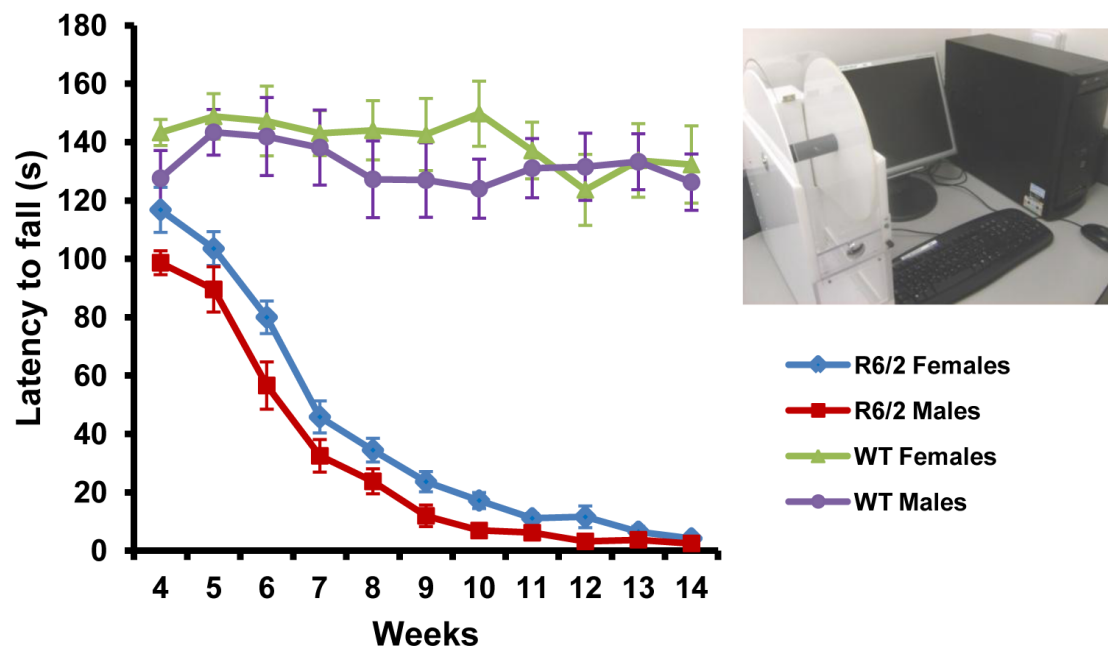 180
160
140
120
100
80
60
40
20
0
Latency to fall (s)
4 5 6 7 8 9 10 11 12 13 14
Weeks
R6/2 Females
R6/2 Males
WT Females
WT Males